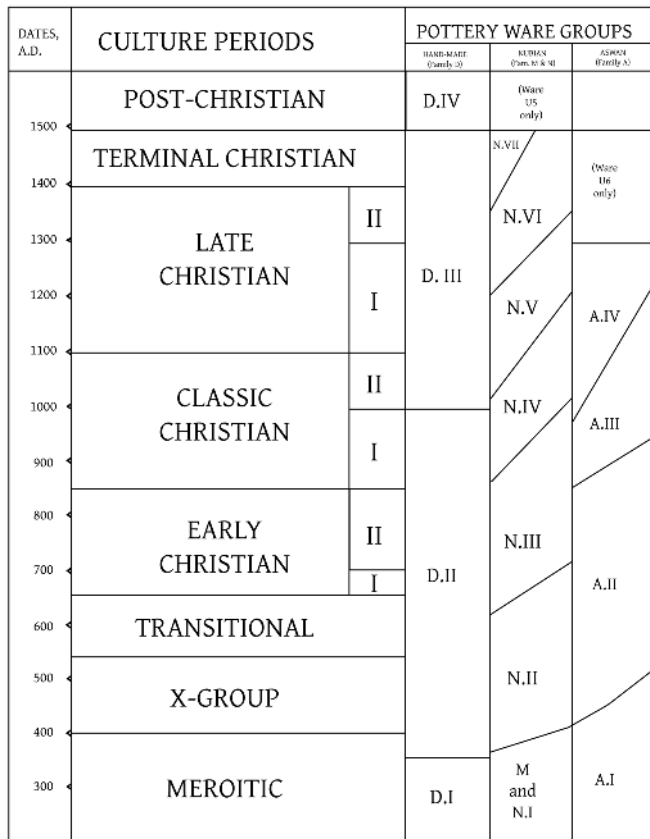 DATES,
A.D.
CULTURE PERIODS
POTTERY WARE GROUPS
HAND-MADE
(Family D)
NUBIAN
(Fam. M & N)
ASWAN
(Family A)
POST-CHRISTIAN
D.IV
(Ware
U5
only)
1500
TERMINAL CHRISTIAN
N.VII
(Ware
U6
only)
1400
II
N.VI
1300
LATE
CHRISTIAN
D. III
1200
I
N.V
A.IV
1100
II
1000
CLASSIC
CHRISTIAN
N.IV
A.III
900
I
800
EARLY
CHRISTIAN
II
N.III
700
I
D.II
A.II
600
TRANSITIONAL
500
X-GROUP
N.II
400
300
MEROITIC
D.I
M
and
N.I
A.I